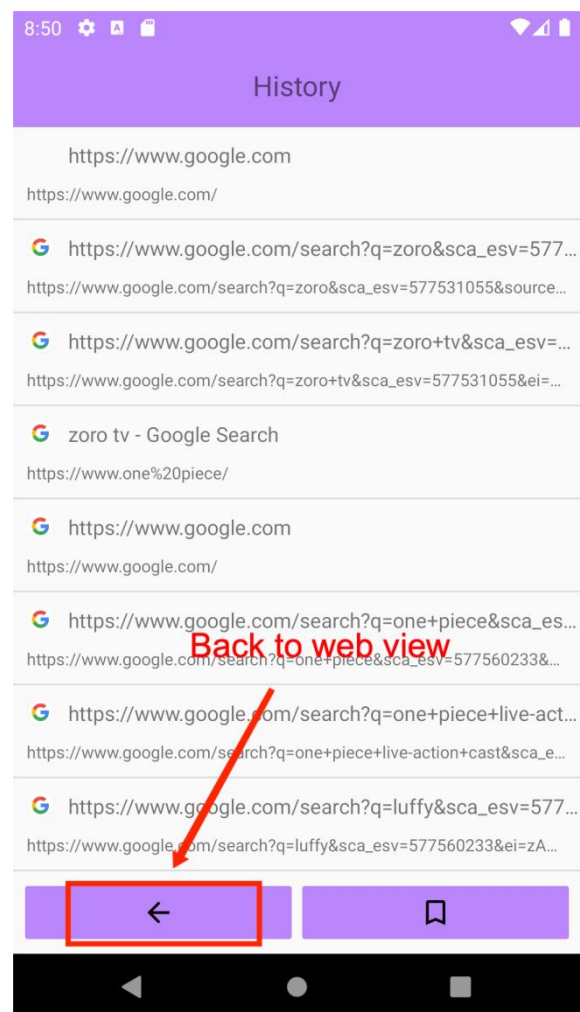 8:50
History
https://www.google.com
https://www.google.com/
https://www.google.com/search?q=zoro&sca_esv=577...
https://www.google.com/search?q=zoro&sca_esv=577531055&source...
https://www.google.com/search?q=zoro+tv&sca_esv=...
https://www.google.com/search?q=zoro+tv&sca_esv=577531055&ei=...
zoro tv - Google Search
https://www.one%20piece/
https://www.google.com
https://www.google.com/
https://www.google.com/search?q=one+piece&sca_es...
Back to web view
https://www.google.com/search?q=one+piece&sca_esv=577560233&...
https://www.google.com/search?q=one+piece+live-act...
https://www.google.com/search?q=one+piece+live-action+cast&sca_e...
https://www.google.com/search?q=luffy&sca_esv=577...
https://www.google.com/search?q=luffy&sca_esv=577560233&ei=zA...